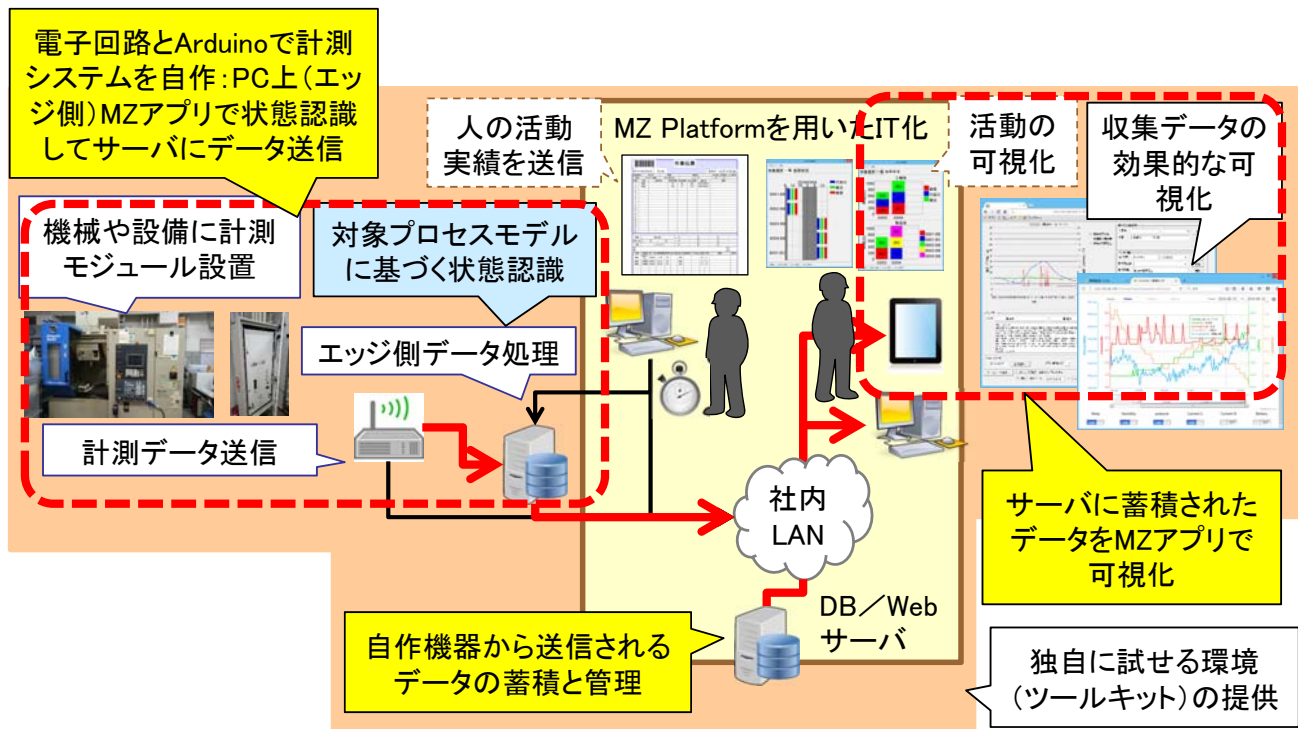 電子回路とArduinoで計測
システムを自作：PC上（エッ
ジ側）MZアプリで状態認識
してサーバにデータ送信
人の活動
実績を送信
MZ Platformを用いたIT化
活動の
可視化
収集データの
効果的な可
視化
機械や設備に計測
モジュール設置
対象プロセスモデル
に基づく状態認識
エッジ側データ処理
計測データ送信
社内
LAN
サーバに蓄積された
データをMZアプリで
可視化
DB／Web
サーバ
自作機器から送信される
データの蓄積と管理
独自に試せる環境
（ツールキット）の提供